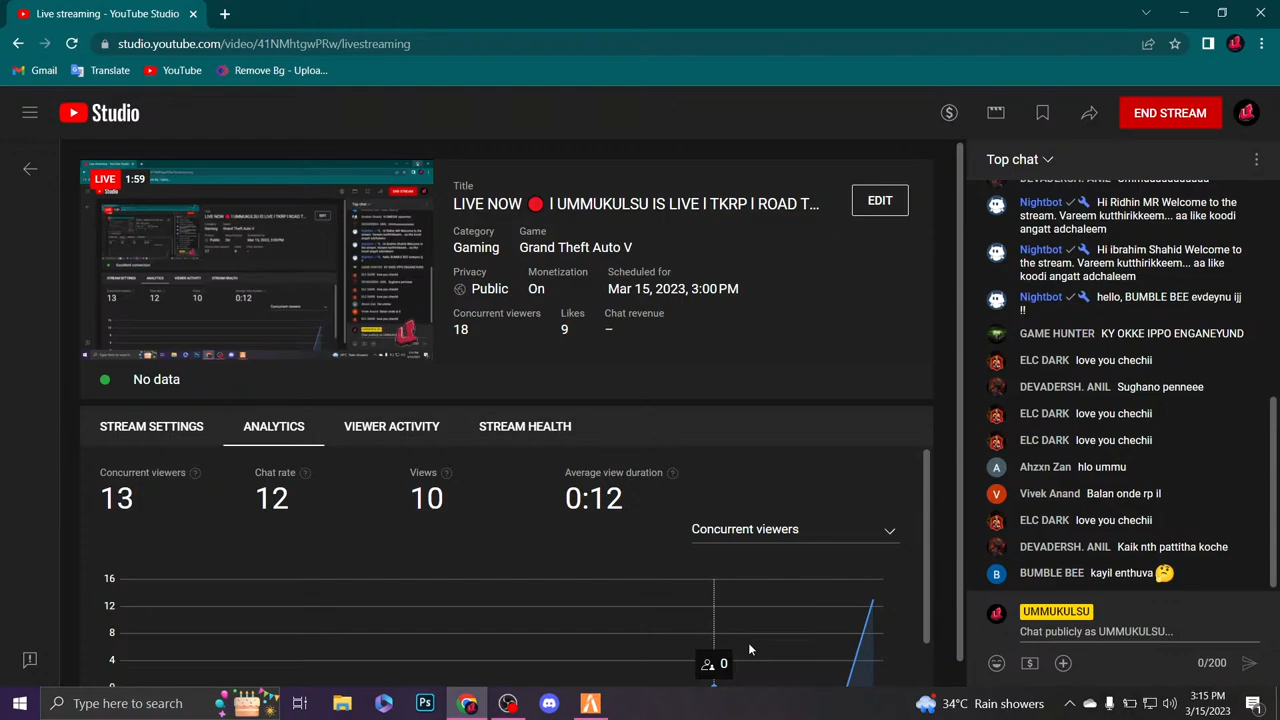 Live streaming - YouTube Studio
studio.youtube.com/video/41NMhtgwPRw/livestreaming
Gmail
Translate
YouTube
Remove Bg - Uploa...
Studio
END STREAM
LIVE 1:59
Title
LIVE NOW 🔴 I UMMUKULSU IS LIVE I TKRP I ROAD T...
EDIT
Category
Game
Gaming
Grand Theft Auto V
Privacy
Monetization
Scheduled for
Public
On
Mar 15, 2023, 3:00 PM
Concurrent viewers
Likes
Chat revenue
18
9
–
No data
STREAM SETTINGS
ANALYTICS
VIEWER ACTIVITY
STREAM HEALTH
Concurrent viewers
Chat rate
Views
Average view duration
13
12
10
0:12
Concurrent viewers
16
12
8
4
0
Top chat
Nightbot hi Ridhin MR Welcome to the
stream. Vareem kutthirikkeem... aa like koodi
angat adchaleem
Nightbot hi ibrahim Shahid Welcome to
the stream. Vareem kutthirikkeem... aa like
koodi angatt adchaleem
Nightbot hello, BUMBLE BEE evdeyni ijj
!!
GAME HUNTER KY OKKE IPPO ENGANEYUND
ELC DARK love you chechii
DEVADERSH. ANIL Sughano penneee
ELC DARK love you chechii
ELC DARK love you chechii
Ahzxn Zan hlo ummu
Vivek Anand Balan onde rp il
ELC DARK love you chechii
DEVADERSH. ANIL Kaik nth pattitha koche
BUMBLE BEE kayil enthuva 🤔
UMMUKULSU
Chat publicly as UMMUKULSU...
0/200
Type here to search
34°C Rain showers
3:15 PM
3/15/2023